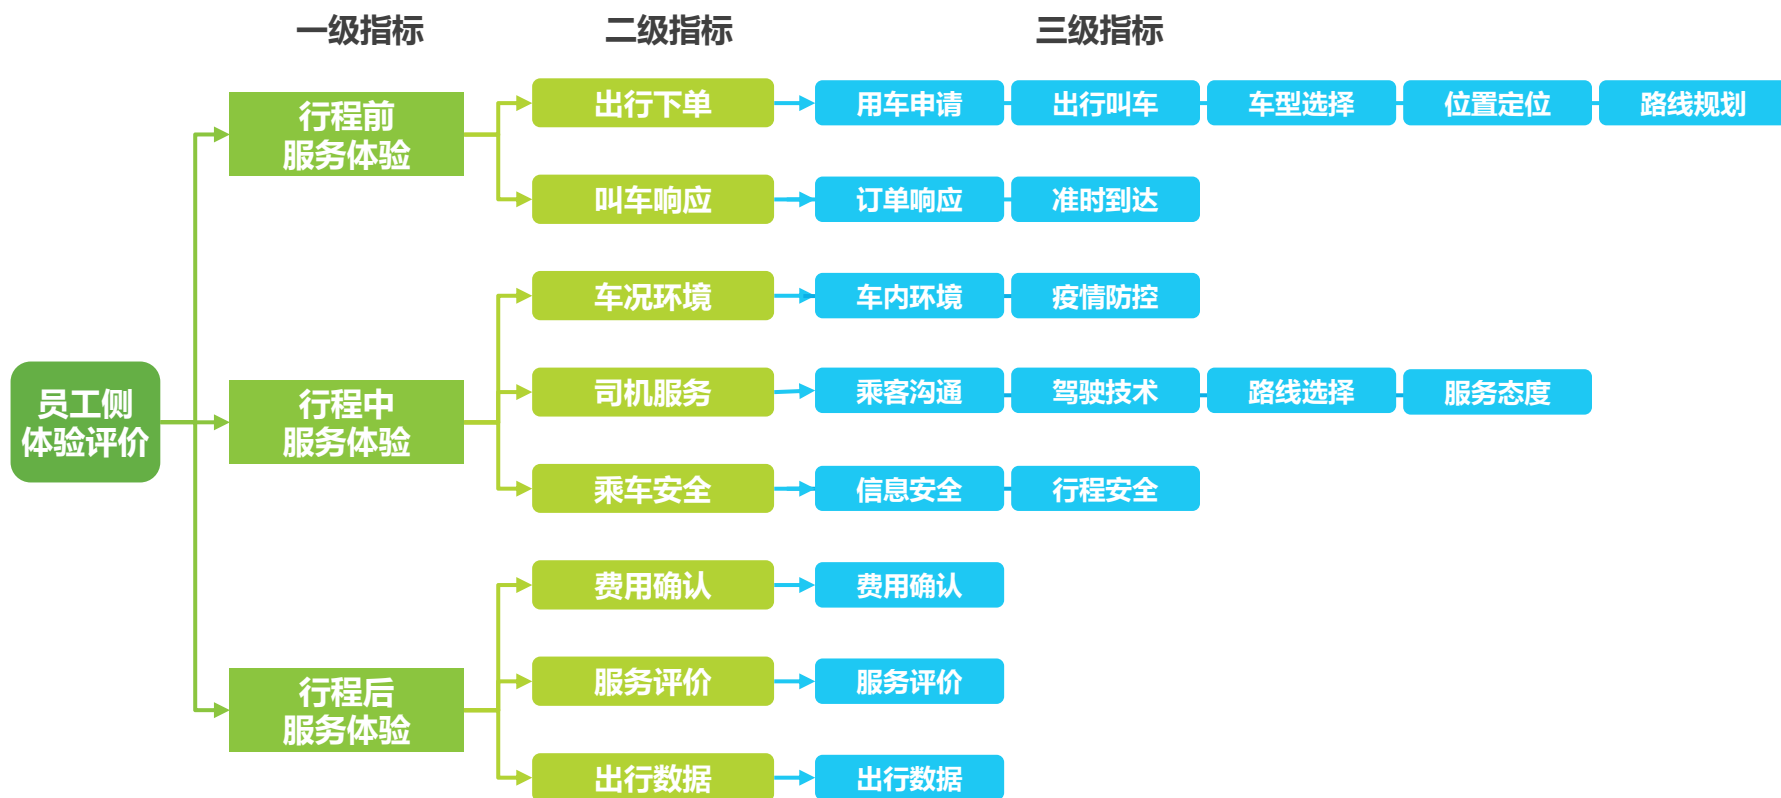 一级指标
二级指标
三级指标
员工侧
体验评价
行程前
服务体验
出行下单
用车申请
出行叫车
车型选择
位置定位
路线规划
叫车响应
订单响应
准时到达
行程中
服务体验
车况环境
车内环境
疫情防控
司机服务
乘客沟通
驾驶技术
路线选择
服务态度
乘车安全
信息安全
行程安全
行程后
服务体验
费用确认
费用确认
服务评价
服务评价
出行数据
出行数据